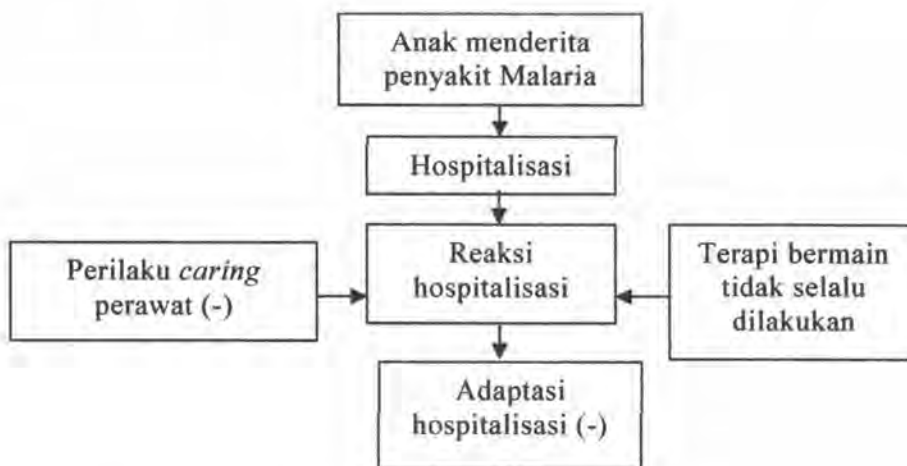 Anak menderita
penyakit Malaria
Hospitalisasi
Perilaku caring
perawat (-)
Reaksi
hospitalisasi
Terapi bermain
tidak selalu
dilakukan
Adaptasi
hospitalisasi (-)